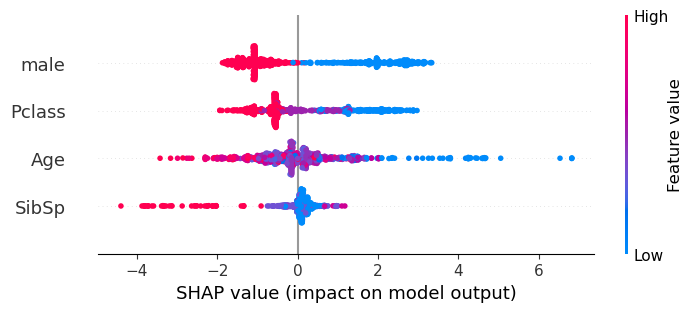 High
male
Pclass
Age
SibSp
Feature value
Low
−4 −2 0 2 4 6
SHAP value (impact on model output)